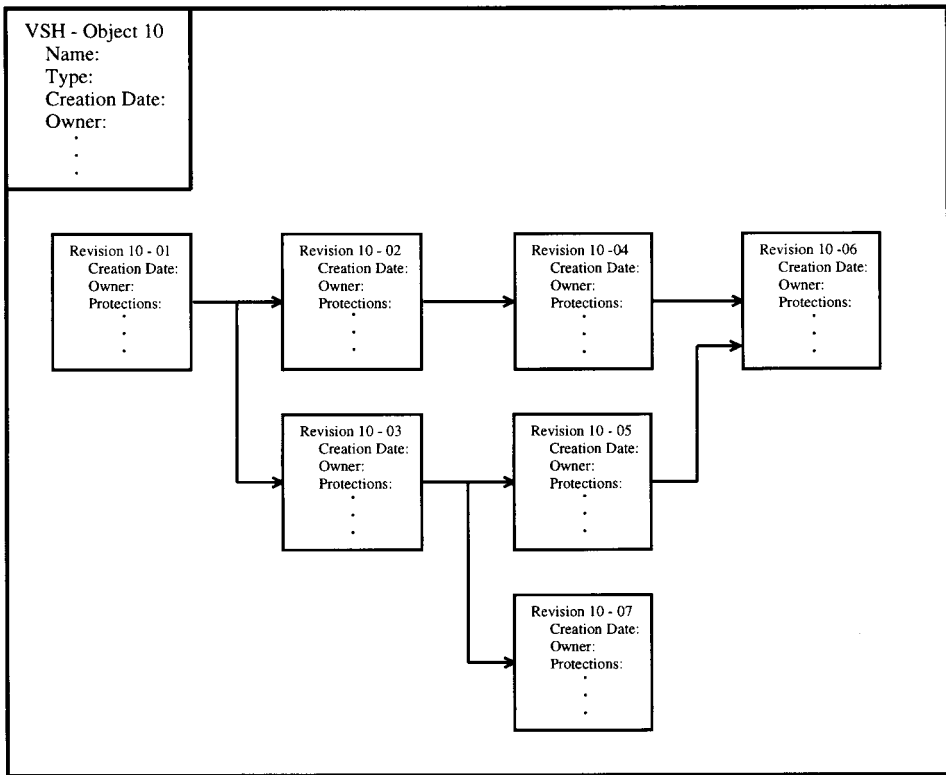 VSH - Object 10
Name:
Type:
Creation Date:
Owner:
.
.
.
Revision 10 - 01
Creation Date:
Owner:
Protections:
.
.
.
Revision 10 - 02
Creation Date:
Owner:
Protections:
.
.
.
Revision 10 -04
Creation Date:
Owner:
Protections:
.
.
.
Revision 10 -06
Creation Date:
Owner:
Protections:
.
.
.
Revision 10 - 03
Creation Date:
Owner:
Protections:
.
.
.
Revision 10 - 05
Creation Date:
Owner:
Protections:
.
.
.
Revision 10 - 07
Creation Date:
Owner:
Protections:
.
.
.